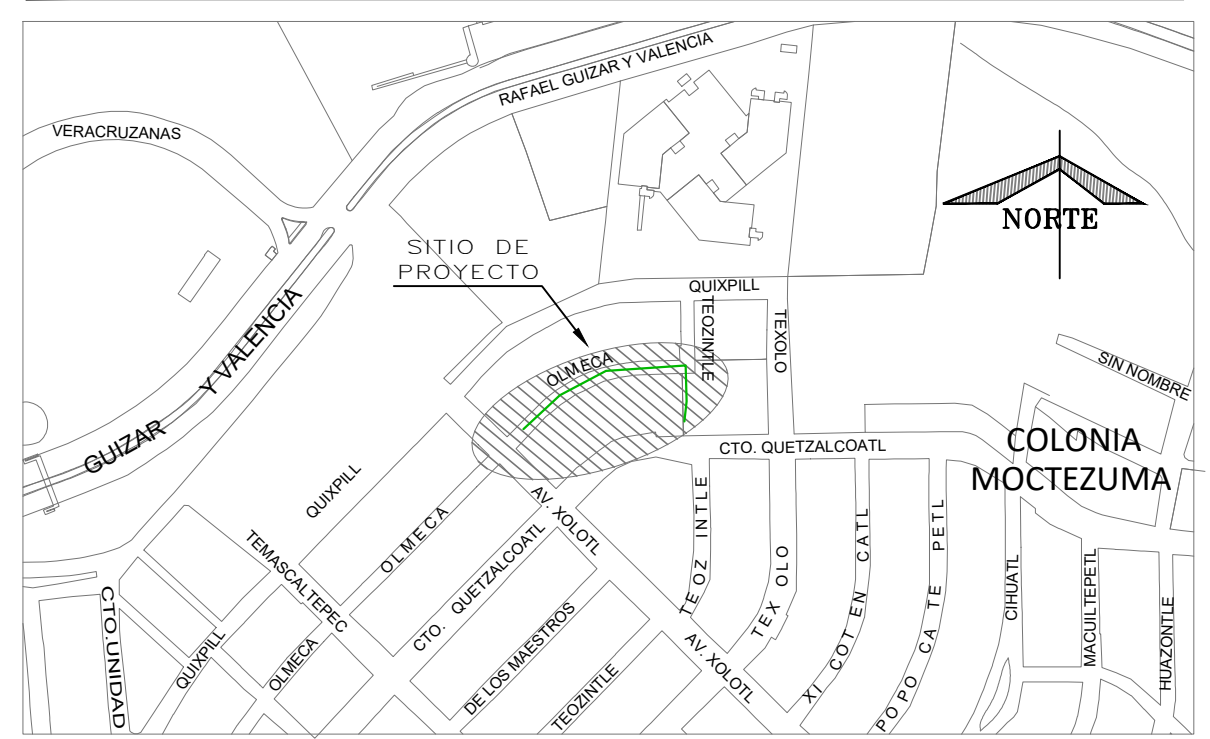 RAFAEL GUIZAR Y VALENCIA
VERACRUZANAS
NORTE
SITIO DE
PROYECTO
QUIXPILL
TEOZINTLE
TEXOLO
GUIZAR Y VALENCIA
OLMECA
SIN NOMBRE
CTO. QUETZALCOATL
COLONIA
MOCTEZUMA
QUIXPILL
OLMECA
AV. XOLOTL
TEMASCALTEPEC
CTO. QUETZALCOATL
TEOZ INTLE
TEX OLO
XI COT EN CATL
POPO CA TE PETL
CIHUATL
MACUILTEPETL
HUAZONTLE
CTO.UNIDAD
QUIXPILL
OLMECA
DE LOS MAESTROS
TEOZINTLE
AV. XOLOTL